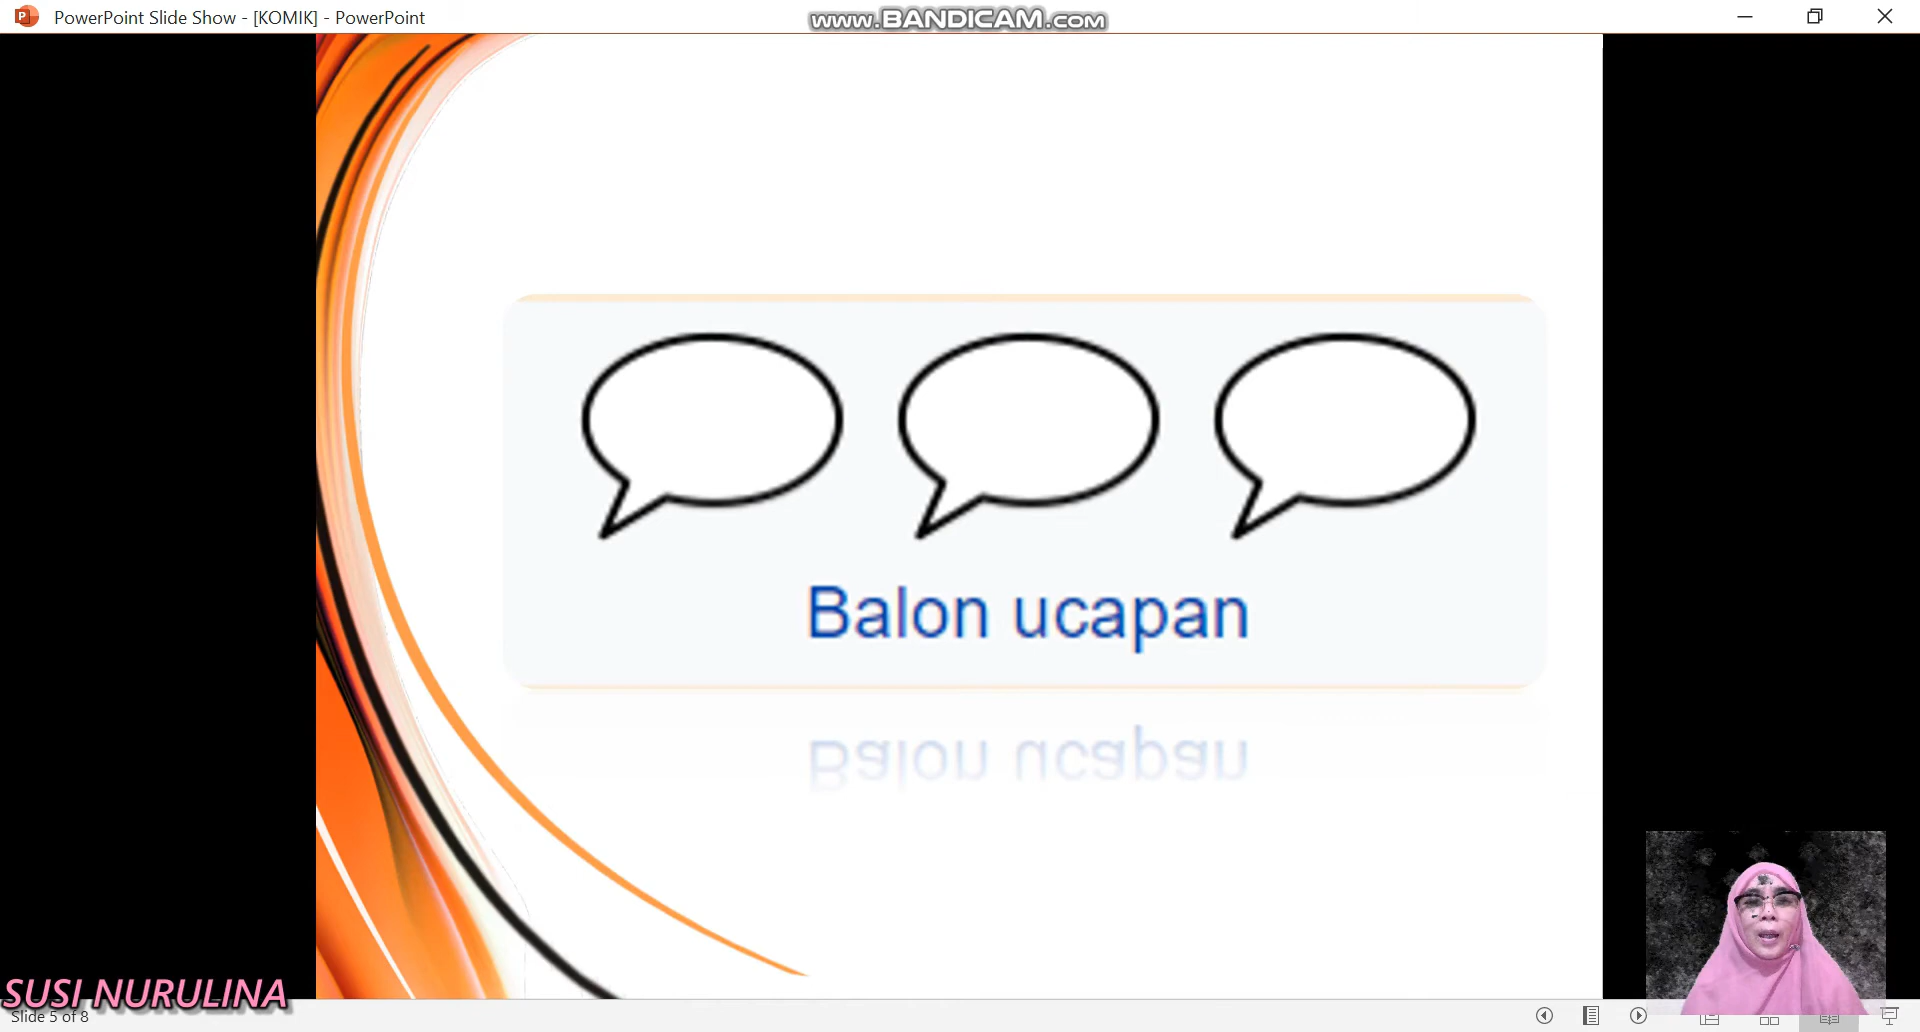 PowerPoint Slide Show - [KOMIK] - PowerPoint
www.BANDICAM.com
Balon ucapan
SUSI NURULINA
Slide 5 of 8